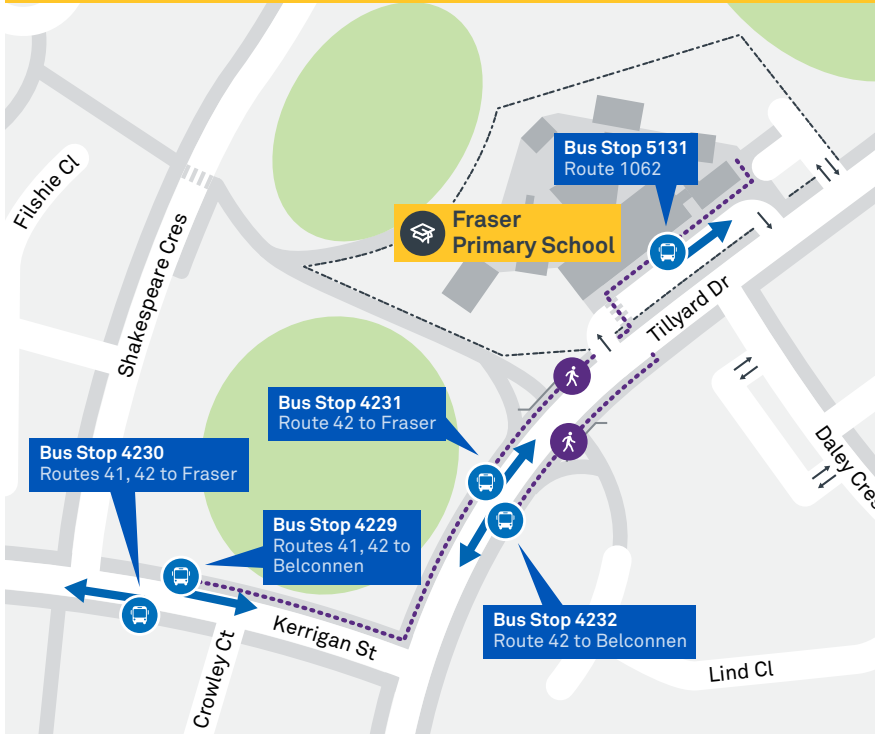 Bus Stop 5131
Route 1062
Filshie Cl
Fraser
Primary School
Shakespeare Cres
Tillyard Dr
Bus Stop 4231
Route 42 to Fraser
Daley Cres
Bus Stop 4230
Routes 41, 42 to Fraser
Bus Stop 4229
Routes 41, 42 to
Belconnen
Bus Stop 4232
Route 42 to Belconnen
Kerrigan St
Crowley Ct
Lind Cl